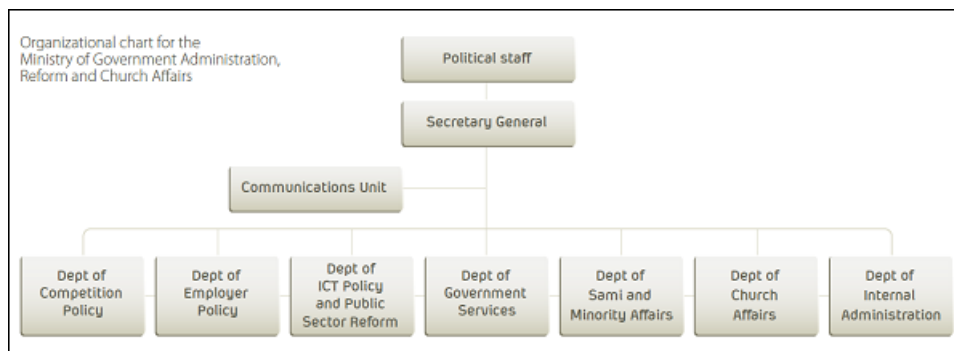 Organizational chart for the
Ministry of Government Administration,
Reform and Church Affairs
Political staff
Secretary General
Communications Unit
Dept of
Competition
Policy
Dept of
Employer
Policy
Dept of
ICT Policy
and Public
Sector Reform
Dept of
Government
Services
Dept of
Sami and
Minority Affairs
Dept of
Church
Affairs
Dept of
Internal
Administration